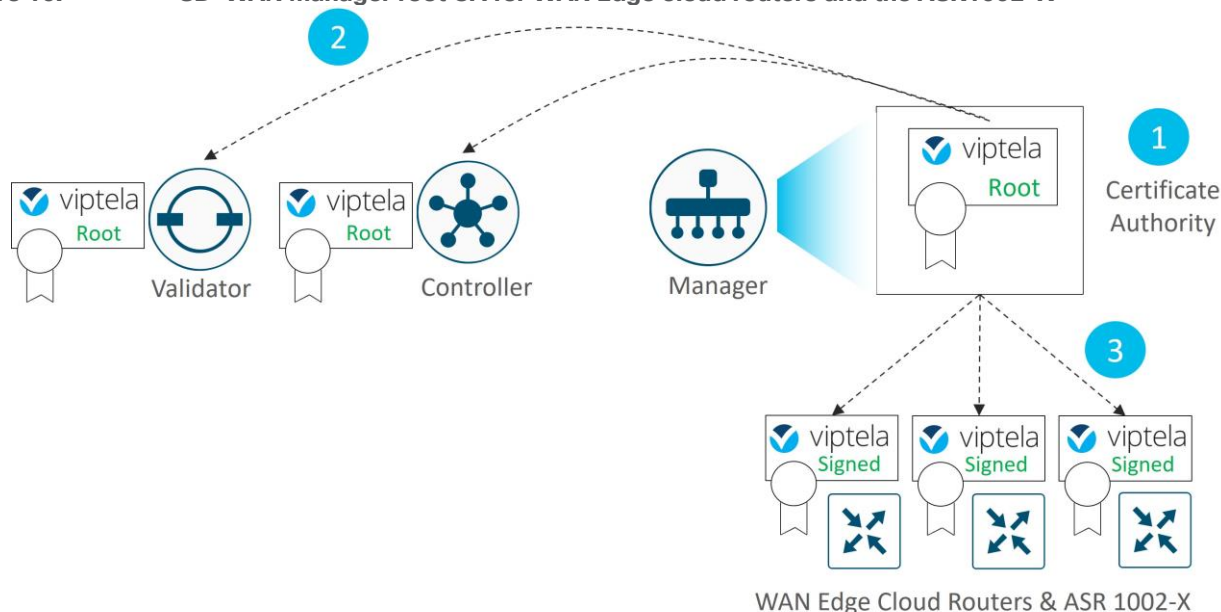 2
1
viptela
Root
Certificate
Authority
viptela
Root
Validator
viptela
Root
Controller
Manager
3
viptela
Signed
viptela
Signed
viptela
Signed
WAN Edge Cloud Routers & ASR 1002-X